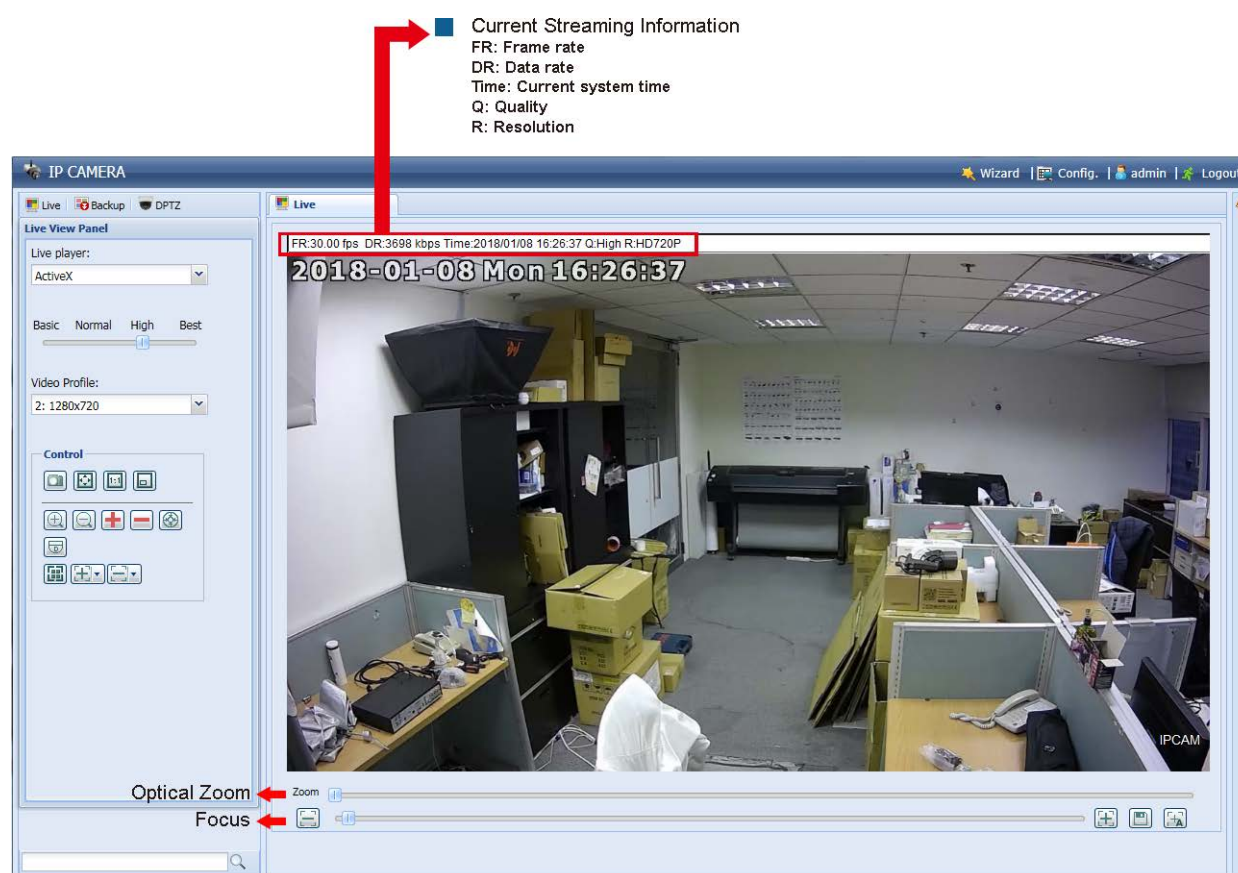 Current Streaming Information
FR: Frame rate
DR: Data rate
Time: Current system time
Q: Quality
R: Resolution
IP CAMERA
Wizard | Config. | admin | Logout
Live Backup DPTZ
Live
Live View Panel
Live player:
ActiveX
Basic Normal High Best
Video Profile:
2: 1280x720
Control
1:1
FR:30.00 fps DR:3698 kbps Time:2018/01/08 16:26:37 Q:High R:HD720P
2018-01-08 Mon 16:26:37
IPCAM
Optical Zoom
Zoom
Focus
A